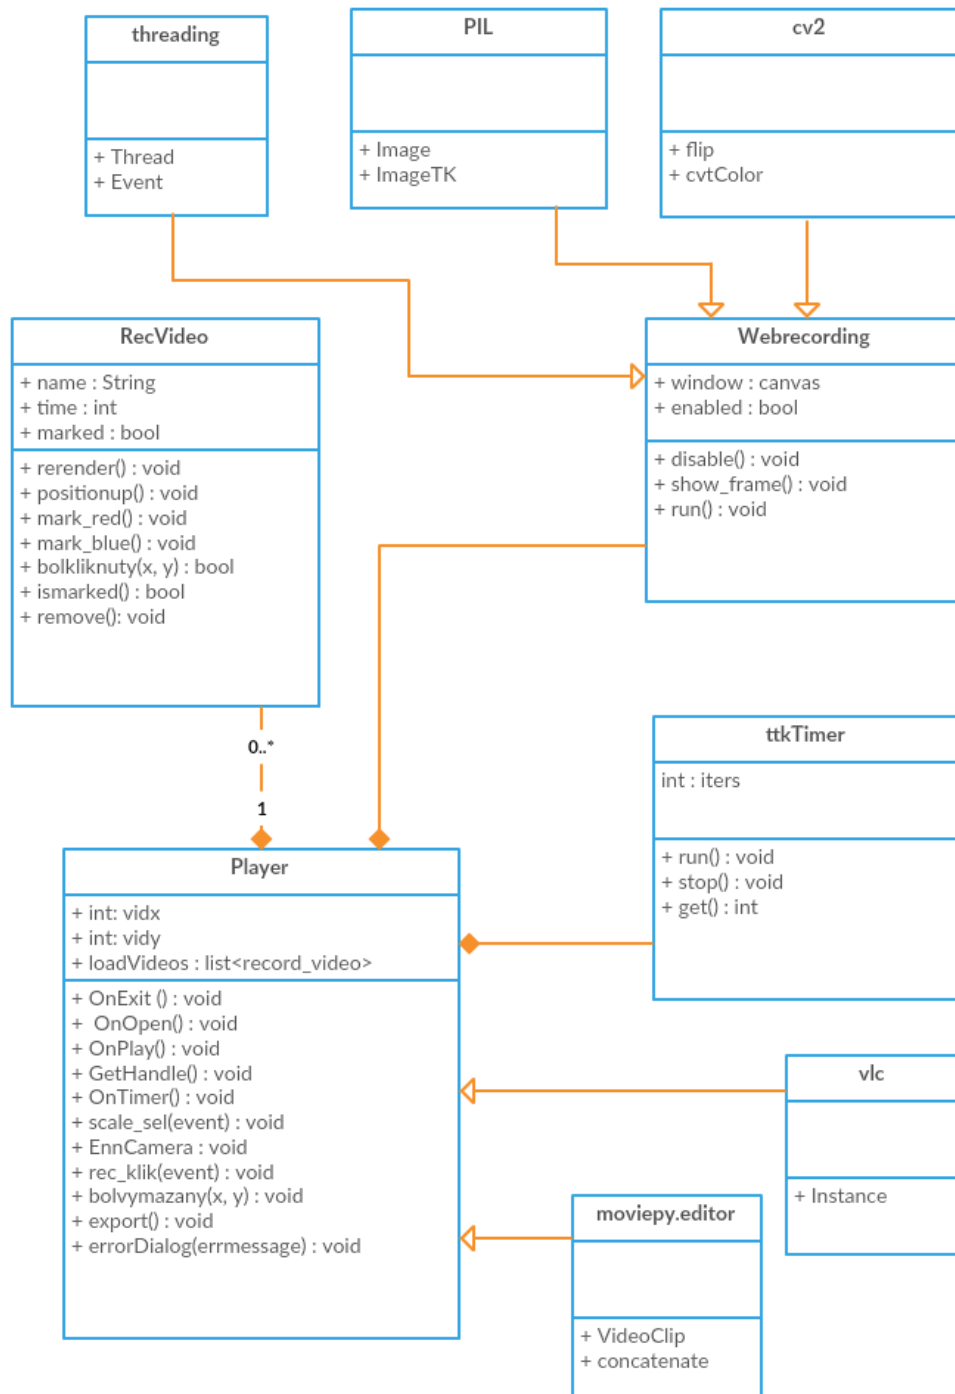 threading
+ Thread
+ Event
PIL
+ Image
+ ImageTK
cv2
+ flip
+ cvtColor
RecVideo
+ name : String
+ time : int
+ marked : bool
+ rerender() : void
+ positionup() : void
+ mark_red() : void
+ mark_blue() : void
+ bolkliknuty(x, y) : bool
+ ismarked() : bool
+ remove(): void
Webrecording
+ window : canvas
+ enabled : bool
+ disable() : void
+ show_frame() : void
+ run() : void
0..*
1
ttkTimer
int : iters
+ run() : void
+ stop() : void
+ get() : int
Player
+ int: vidx
+ int: vidy
+ loadVideos : list<record_video>
+ OnExit () : void
+ OnOpen() : void
+ OnPlay() : void
+ GetHandle() : void
+ OnTimer() : void
+ scale_sel(event) : void
+ EnnCamera : void
+ rec_klik(event) : void
+ bolvymazany(x, y) : void
+ export() : void
+ errorDialog(errmessage) : void
vlc
+ Instance
moviepy.editor
+ VideoClip
+ concatenate